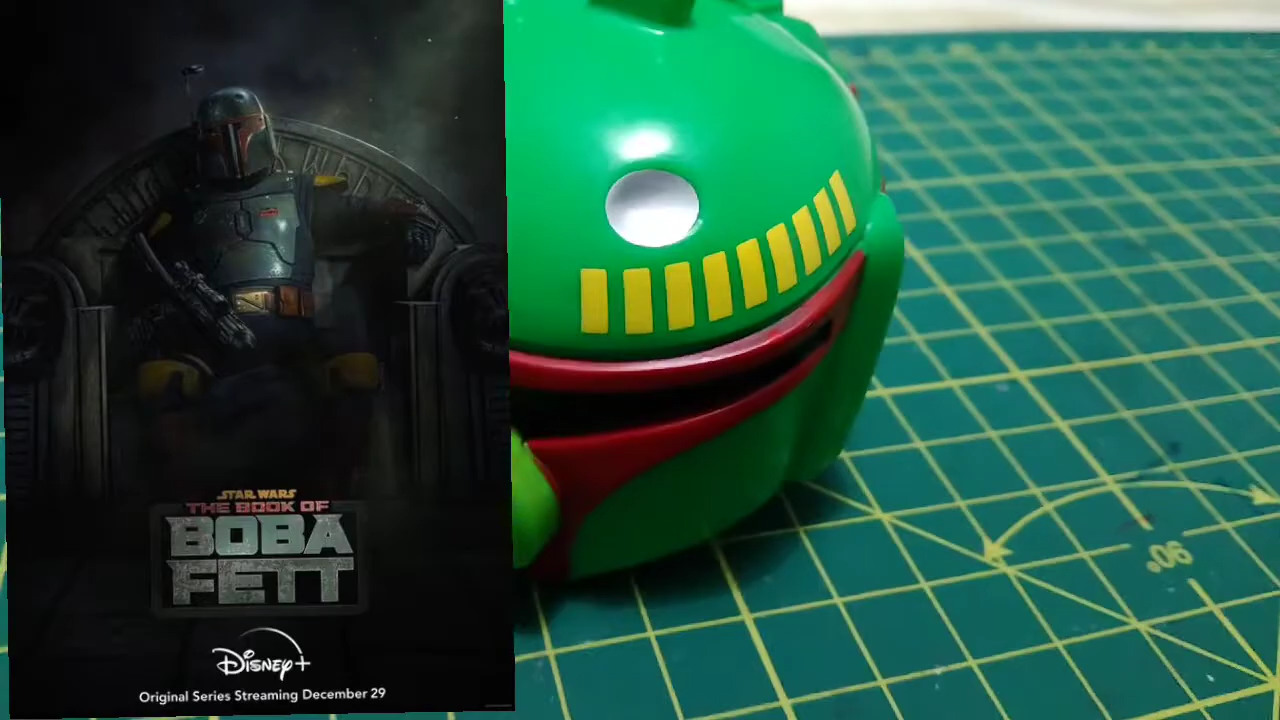 STAR WARS
THE BOOK OF
BOBA
FETT
Disney+
Original Series Streaming December 29
90°